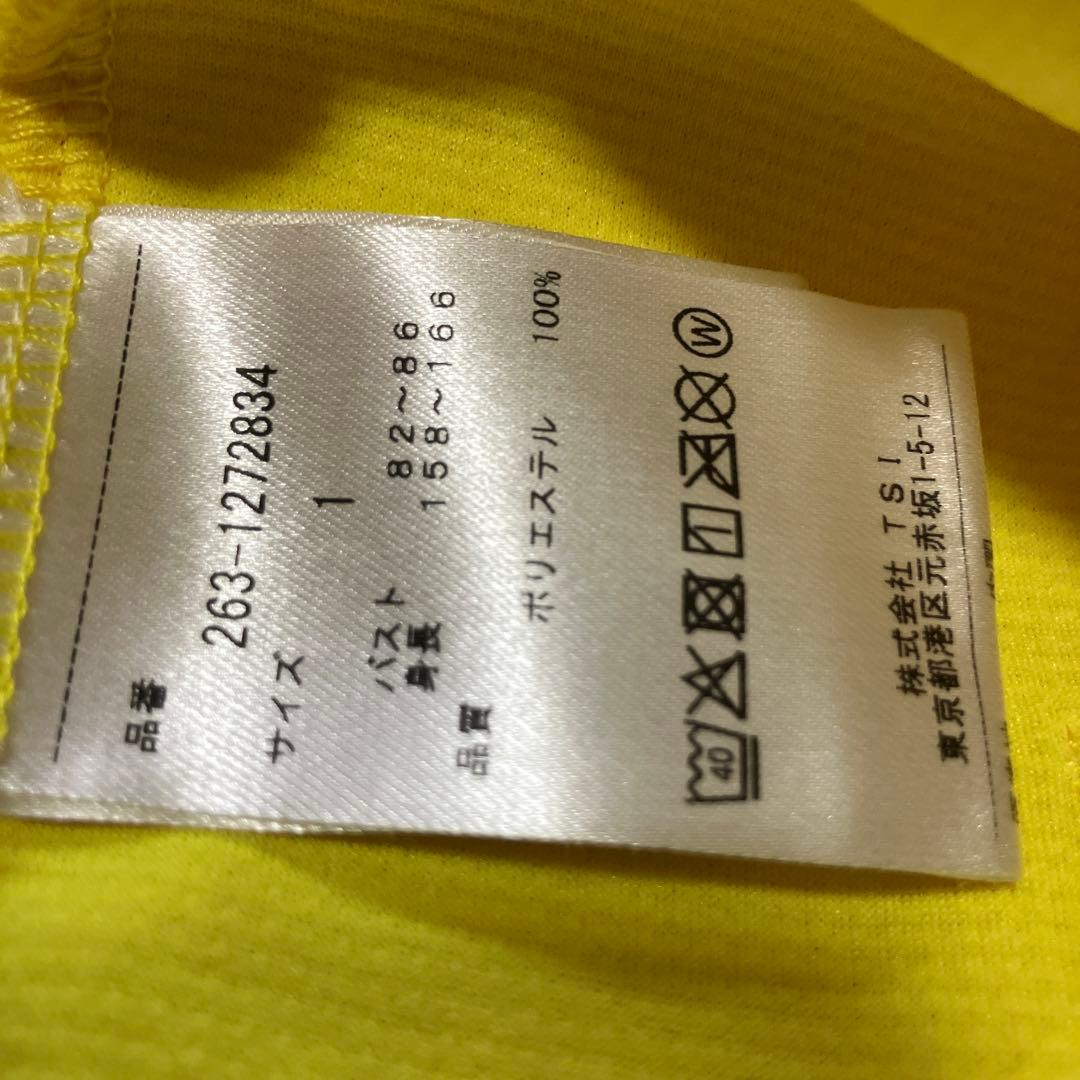 品番
263-1272834
サイズ
1
バスト 82～86
身長 158～166
品質
ポリエステル 100%
40
W
株式会社 TSI
東京都港区元赤坂1-5-12